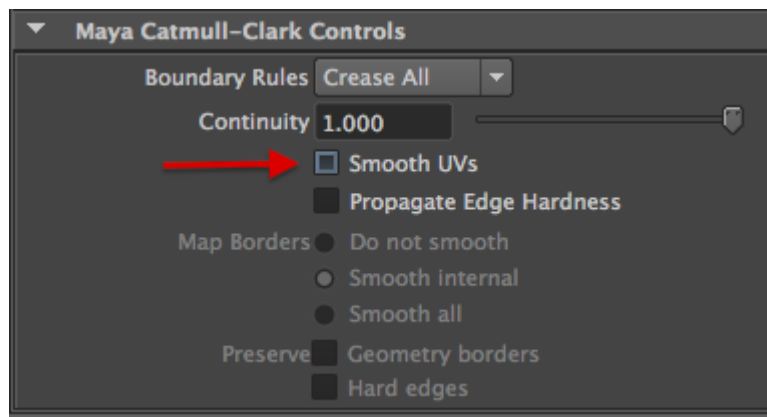 Maya Catmull-Clark Controls
Boundary Rules Crease All
Continuity 1.000
Smooth UVs
Propagate Edge Hardness
Map Borders Do not smooth
Smooth internal
Smooth all
Preserve Geometry borders
Hard edges